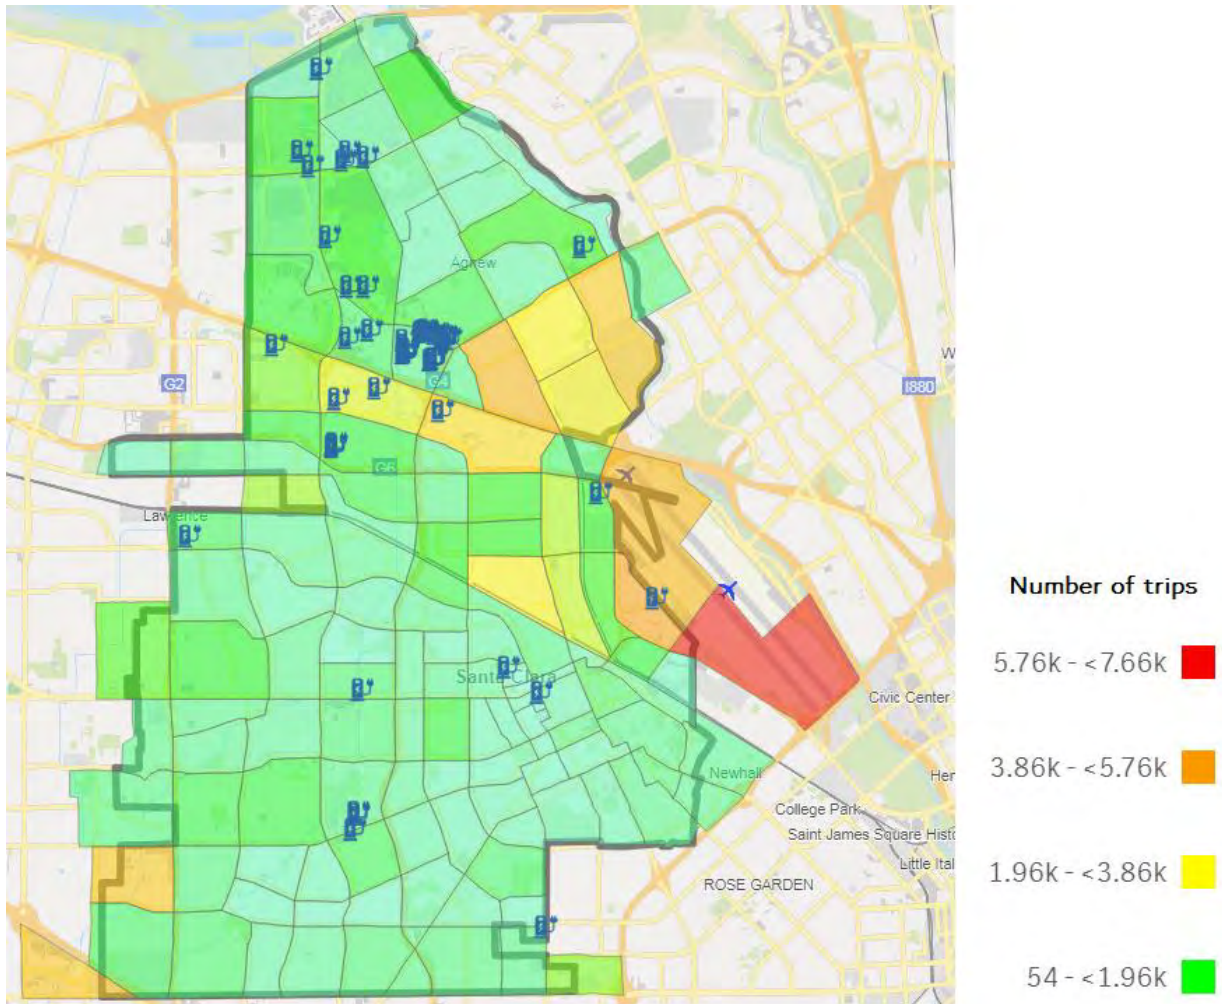 Agnew
G4
G2
G6
I880
W
Lawrence
Santa Clara
Civic Center
Newhall
Her
College Park
Saint James Square Histo
Little Ital
ROSE GARDEN
Number of trips
5.76k - <7.66k
3.86k - <5.76k
1.96k - <3.86k
54 - <1.96k